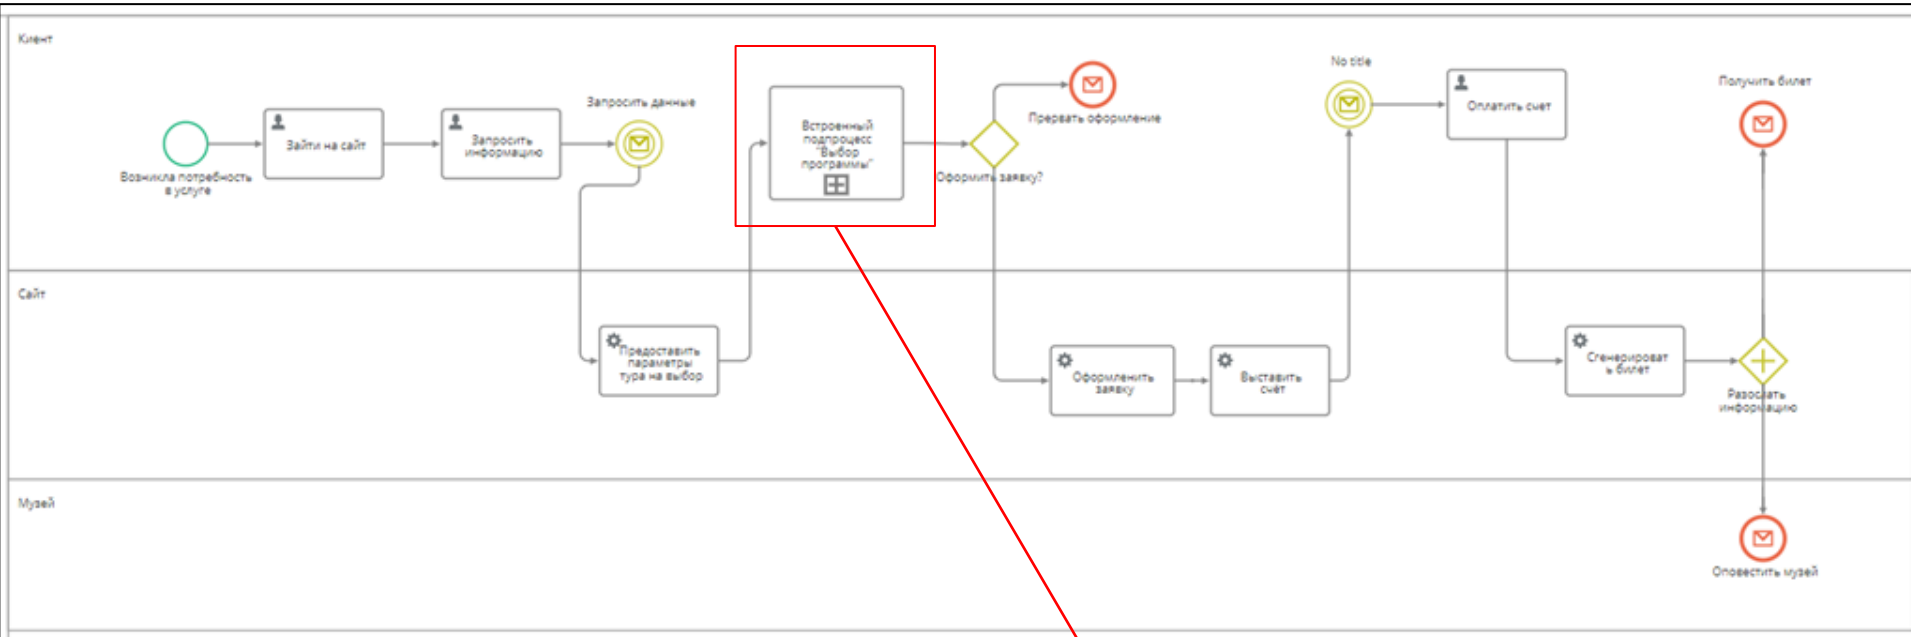 Киент
Возникла потребность
в услуге
Зайти на сайт
Запросить
информацию
Запросить данные
Встроенный
подпроцесс
"Выбор
программы"
Оформить заявку?
Прервать оформление
No title
Оплатить счет
Получить билет
Сайт
Предоставить
параметры
тура на выбор
Оформленить
заявку
Выставить
счёт
Сгенерироват
ь билет
Разослать
информацию
Музей
Оповестить музей